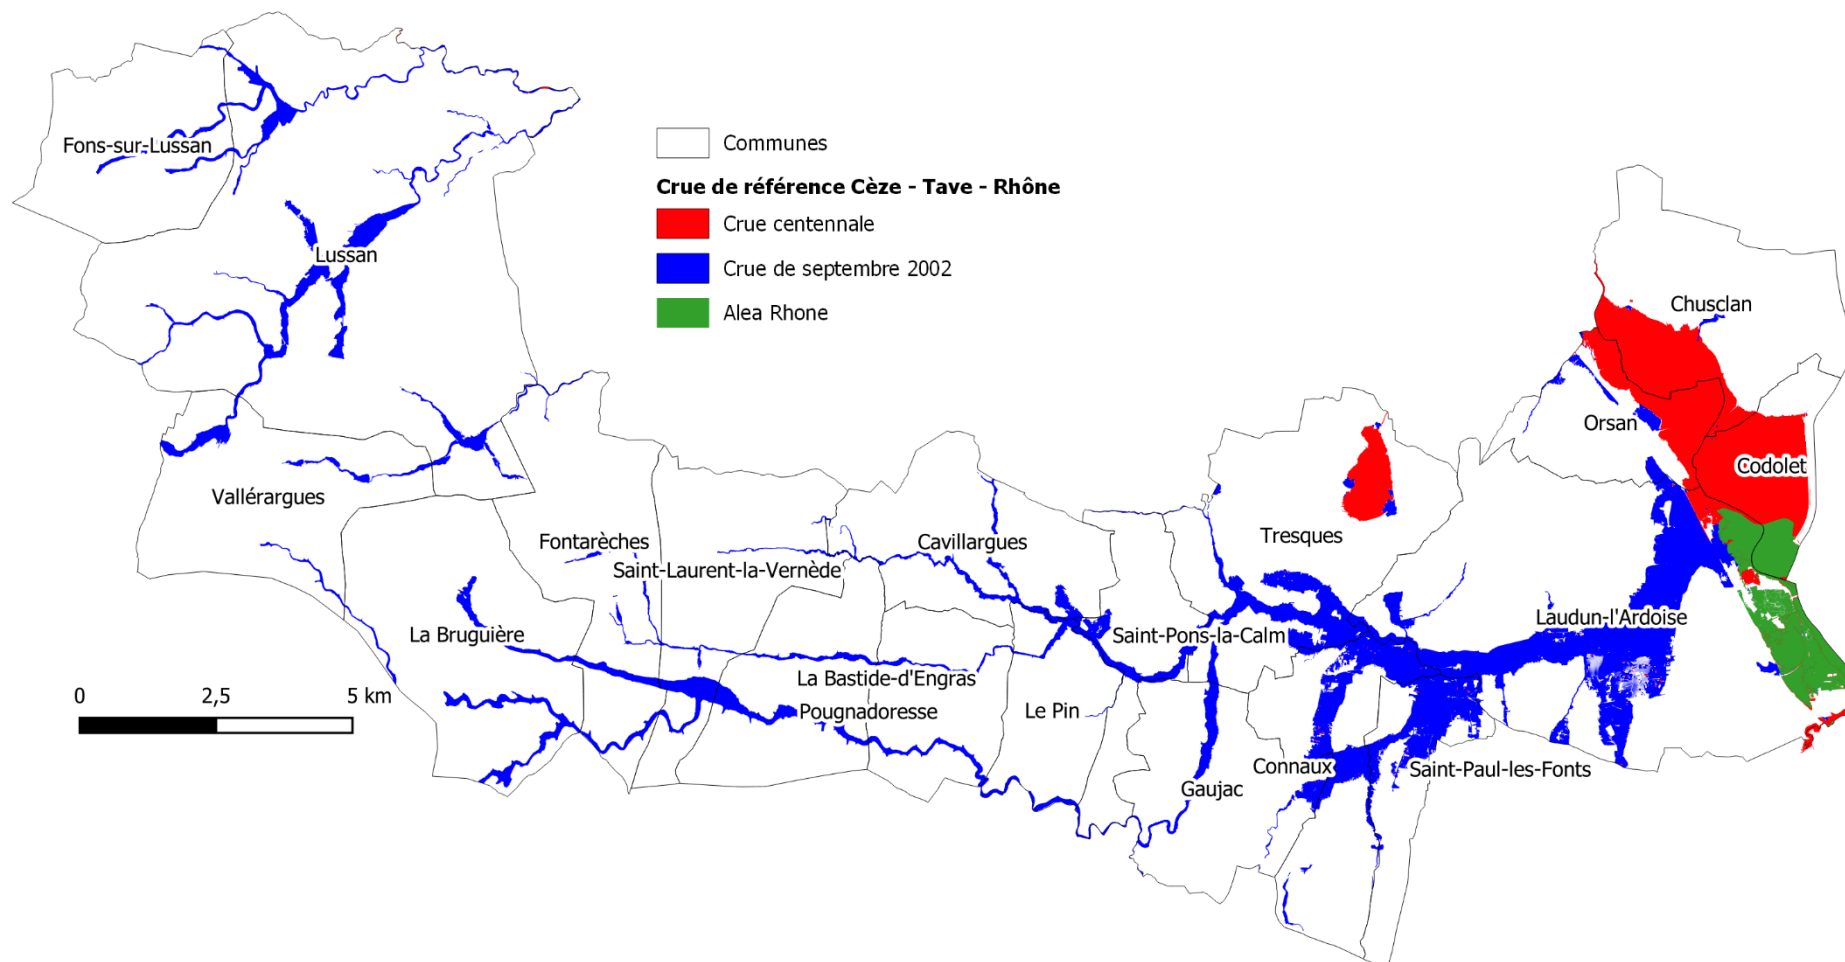 Communes
Crue de référence Cèze - Tave - Rhône
Crue centennale
Crue de septembre 2002
Alea Rhone
Fons-sur-Lussan
Lussan
Chusclan
Orsan
Codolet
Vallérargues
Fontarèches
Saint-Laurent-la-Vernède
Cavillargues
Tresques
La Bruguière
Saint-Pons-la-Calm
Laudun-l'Ardoise
La Bastide-d'Engras
Pougnadoresse
Le Pin
0 2,5 5 km
Connaux
Saint-Paul-les-Fonts
Gaujac